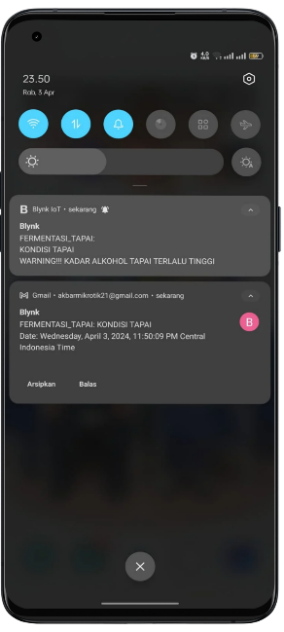 23.50
Rab, 3 Apr
B Blynk IoT • sekarang
Blynk
FERMENTASI_TAPAI:
KONDISI TAPAI
WARNING!!! KADAR ALKOHOL TAPAI TERLALU TINGGI
Gmail • akbarmikrotik21@gmail.com • sekarang
Blynk
FERMENTASI_TAPAI: KONDISI TAPAI
B
Date: Wednesday, April 3, 2024, 11:50:09 PM Central
Indonesia Time
Arsipkan Balas